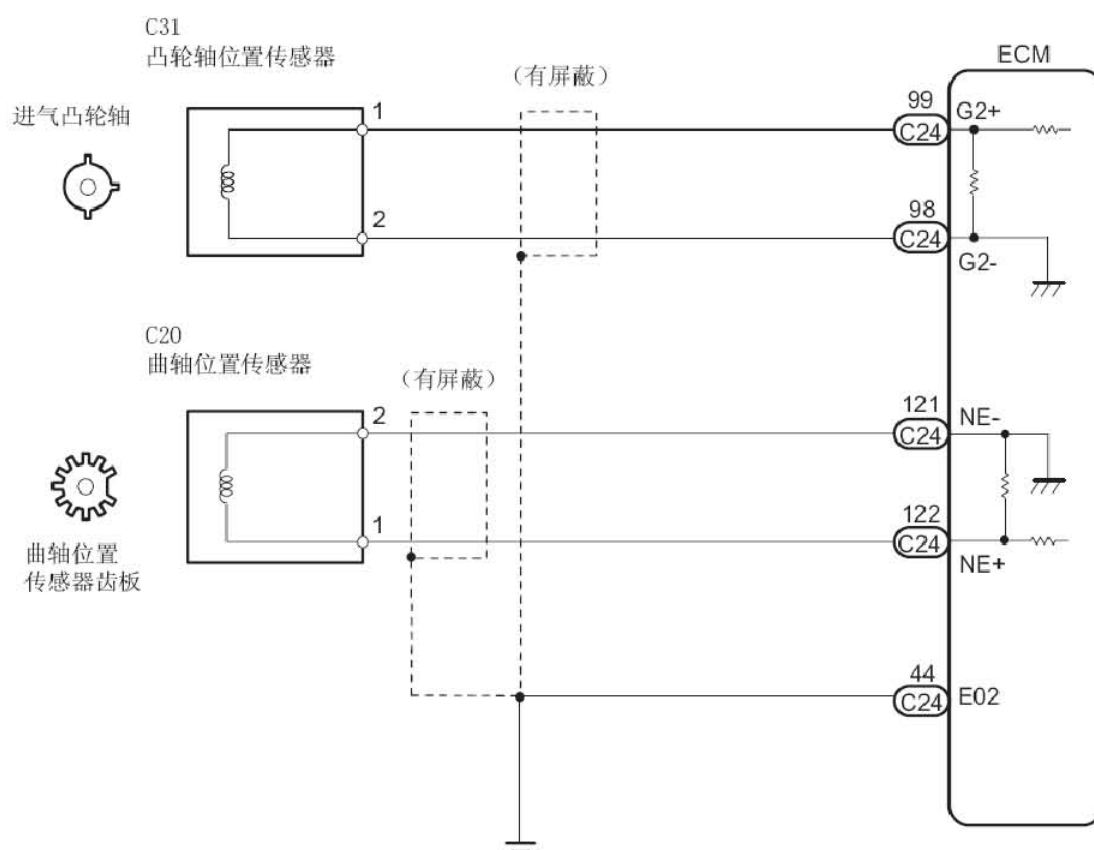 C31
凸轮轴位置传感器
(有屏蔽)
ECM
进气凸轮轴
1
99
C24
G2+
2
98
C24
G2-
C20
曲轴位置传感器
(有屏蔽)
2
121
C24
NE-
1
122
C24
NE+
曲轴位置
传感器齿板
44
C24
E02